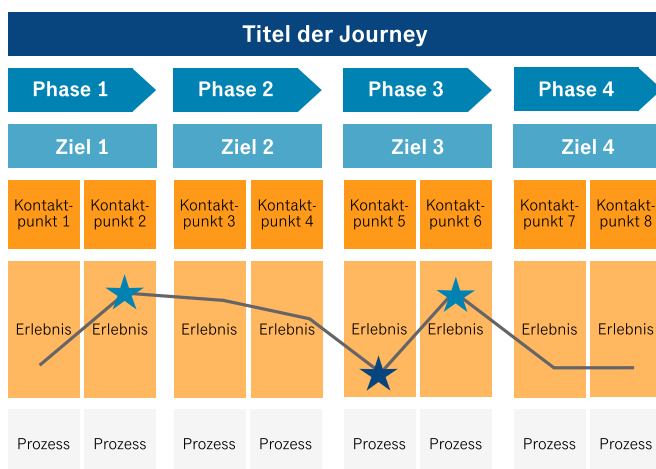 Titel der Journey
Phase 1 Phase 2 Phase 3 Phase 4
Ziel 1 Ziel 2 Ziel 3 Ziel 4
Kontakt- Kontakt- Kontakt- Kontakt- Kontakt- Kontakt- Kontakt- Kontakt-
punkt 1 punkt 2 punkt 3 punkt 4 punkt 5 punkt 6 punkt 7 punkt 8
Erlebnis Erlebnis Erlebnis Erlebnis Erlebnis Erlebnis Erlebnis Erlebnis
Prozess Prozess Prozess Prozess Prozess Prozess Prozess Prozess